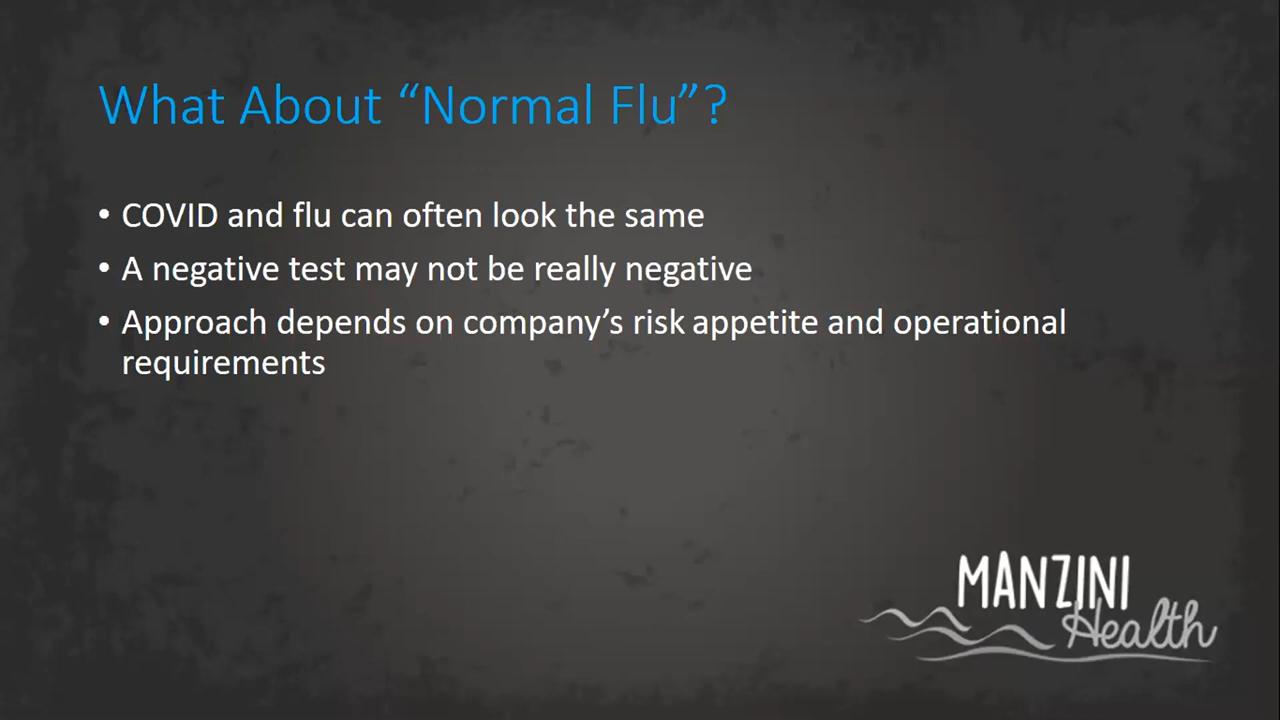 What About “Normal Flu”?
• COVID and flu can often look the same
• A negative test may not be really negative
• Approach depends on company’s risk appetite and operational
requirements
MANZINI
Health